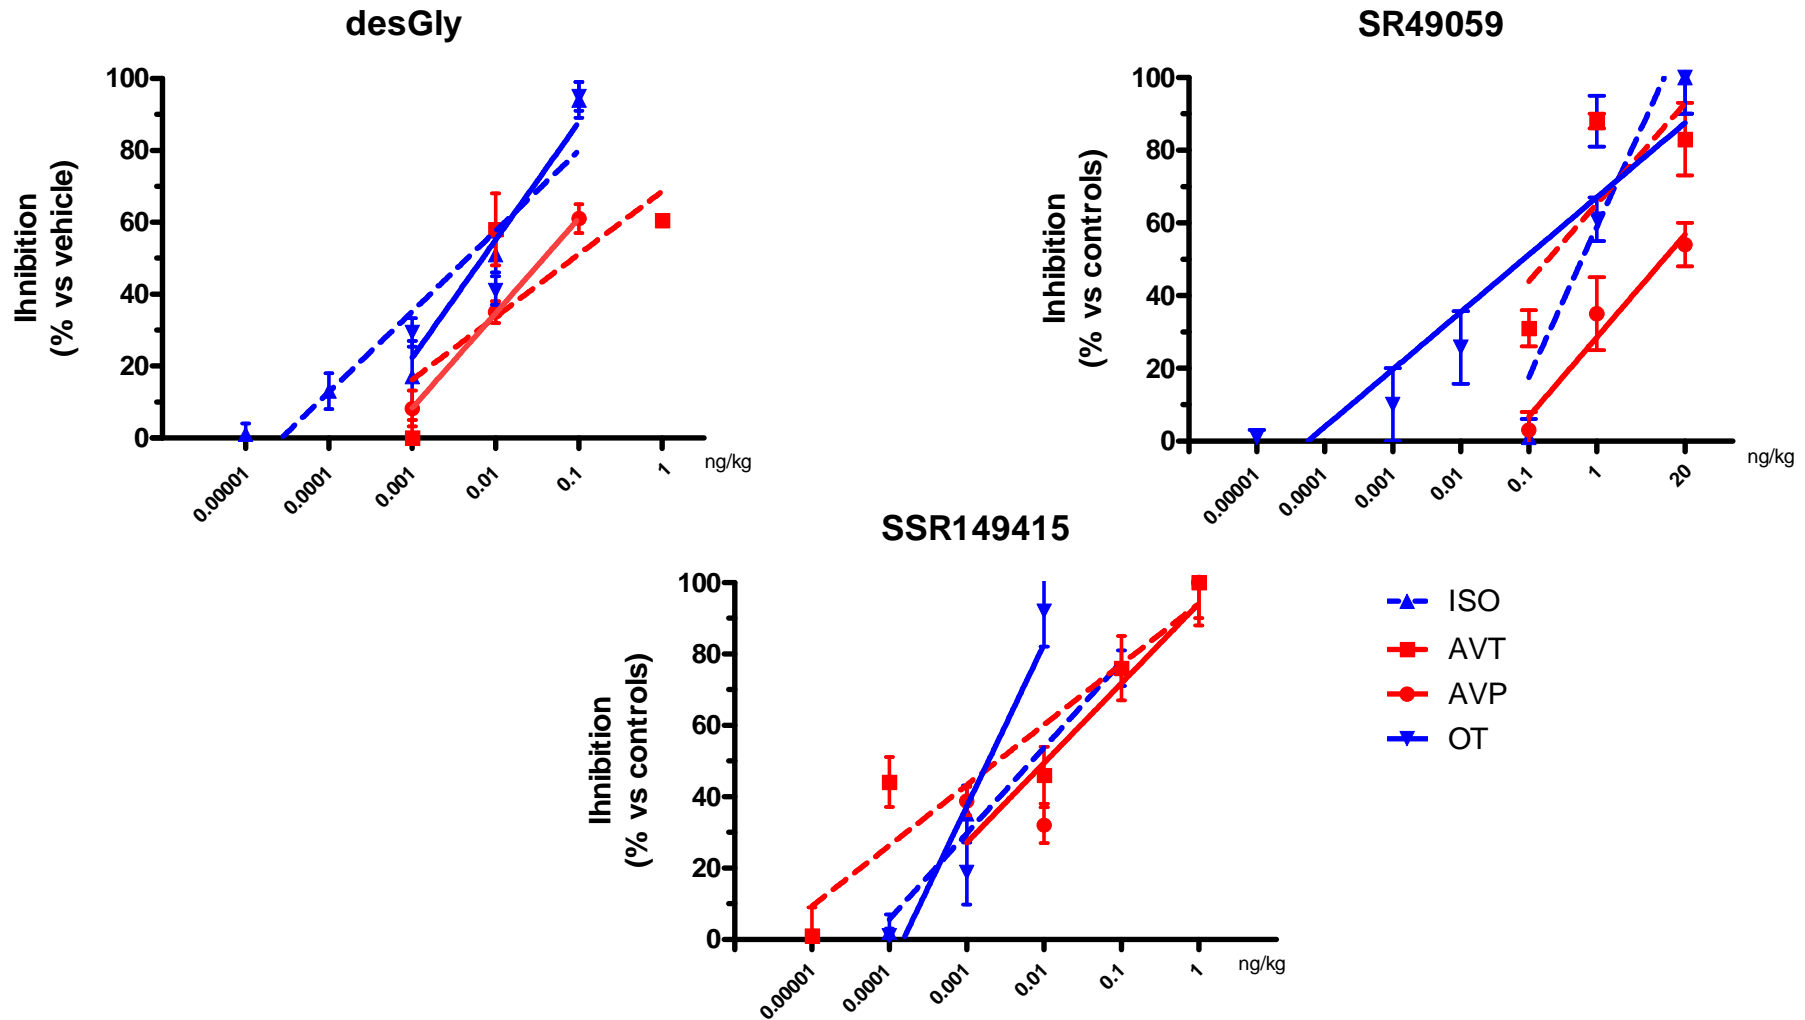 desGly
Ihnibition
(% vs vehicle)
100
80
60
40
20
0
0.00001
0.0001
0.001
0.01
0.1
1
ng/kg
SR49059
Inhibition
(% vs controls)
100
80
60
40
20
0
0.00001
0.0001
0.001
0.01
0.1
1
20
ng/kg
SSR149415
Ihnibition
(% vs controls)
100
80
60
40
20
0
0.00001
0.0001
0.001
0.01
0.1
1
ng/kg
ISO
AVT
AVP
OT